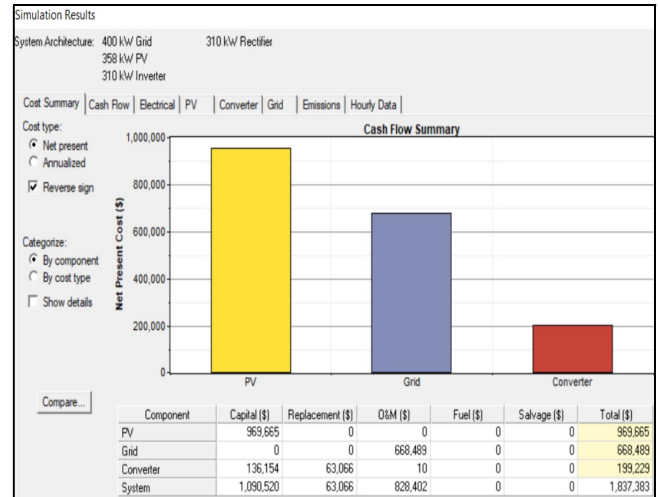 Simulation Results
System Architecture: 400 kW Grid 310 kW Rectifier
358 kW PV
310 kW Inverter
Cost Summary Cash Flow Electrical PV Converter Grid Emissions Hourly Data
Cost type:
Net present
Annualized
Reverse sign
Categorize:
By component
By cost type
Show details
Compare...
Cash Flow Summary
Net Present Cost ($)
1,000,000
800,000
600,000
400,000
200,000
0
PV Grid Converter
Component Capital ($) Replacement ($) O&M ($) Fuel ($) Salvage ($) Total ($)
PV 969,665 0 0 0 0 969,665
Grid 0 0 668,489 0 0 668,489
Converter 136,154 63,066 10 0 0 199,229
System 1,090,520 63,066 828,402 0 0 1,837,383